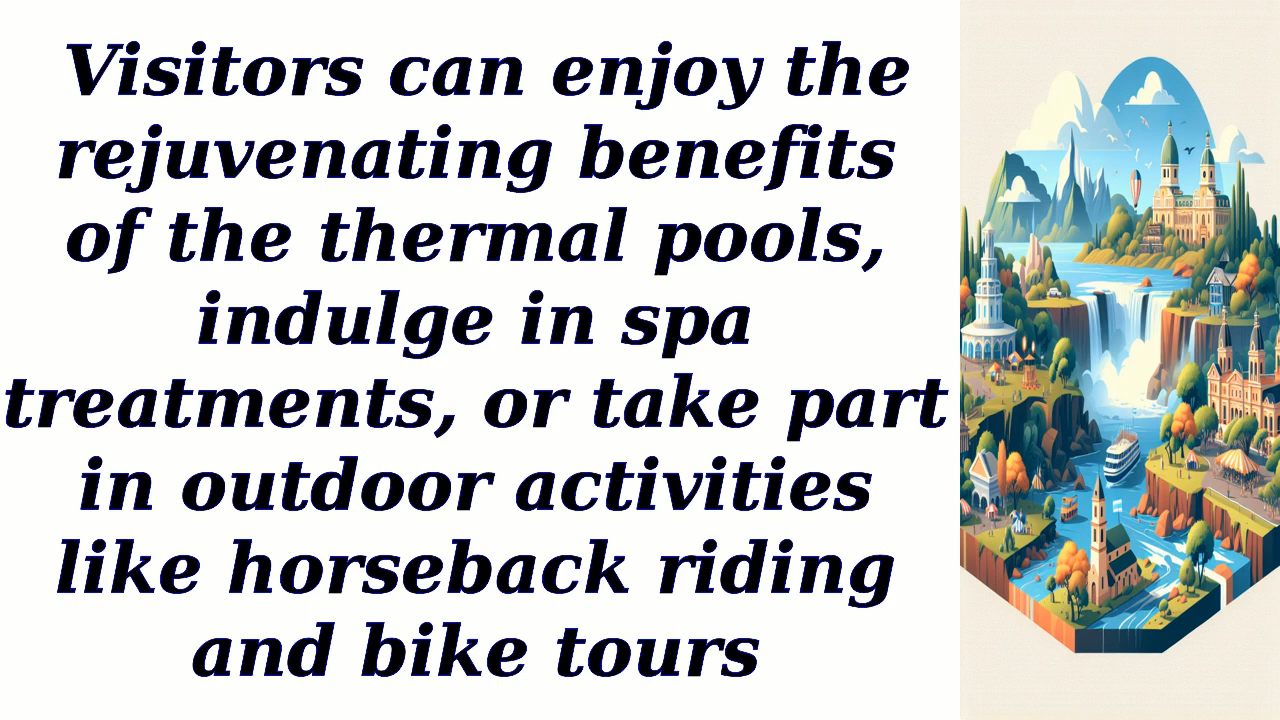 Visitors can enjoy the
rejuvenating benefits
of the thermal pools,
indulge in spa
treatments, or take part
in outdoor activities
like horseback riding
and bike tours